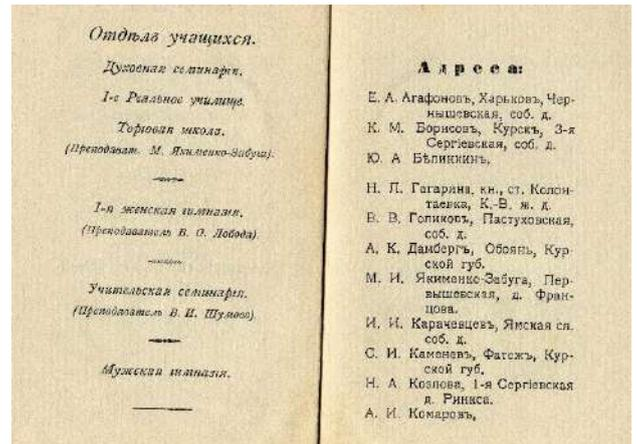 Отдѣлъ учащихся.
Духовная семинарія.
1-е Реальное училище.
Торговая школа.
(Преподават. М. Якименко-Забуга).
1-я женская гимназія.
(Преподаватель В. О. Лобода).
Учительская семинарія.
(Преподаватель В. И. Шумовъ).
Мужская гимназія.
Адреса:
Е. А. Агафоновъ, Харьковъ, Чер-
нышевская, соб. д.
К. М. Борисовъ, Курскъ, 3-я
Сергіевская, соб. д.
Ю. А Бѣлинкинъ,
Н. Л. Гагарина, кн., ст. Колон-
таевка, К.-В. ж. д.
В. В. Голиковъ, Пастуховская,
соб. д.
А. К. Дамбергъ, Обоянь, Кур-
ской губ.
М. И. Якименко-Забуга, Пер-
вышевская, д. Фран-
цова.
И. И. Карачевцевъ, Ямская сл.
соб. д.
С. И. Каменевъ, Фатежъ, Кур-
ской губ.
Н. А Козлова, 1-я Сергіевская
д. Ринкса.
А. И. Комаровъ,